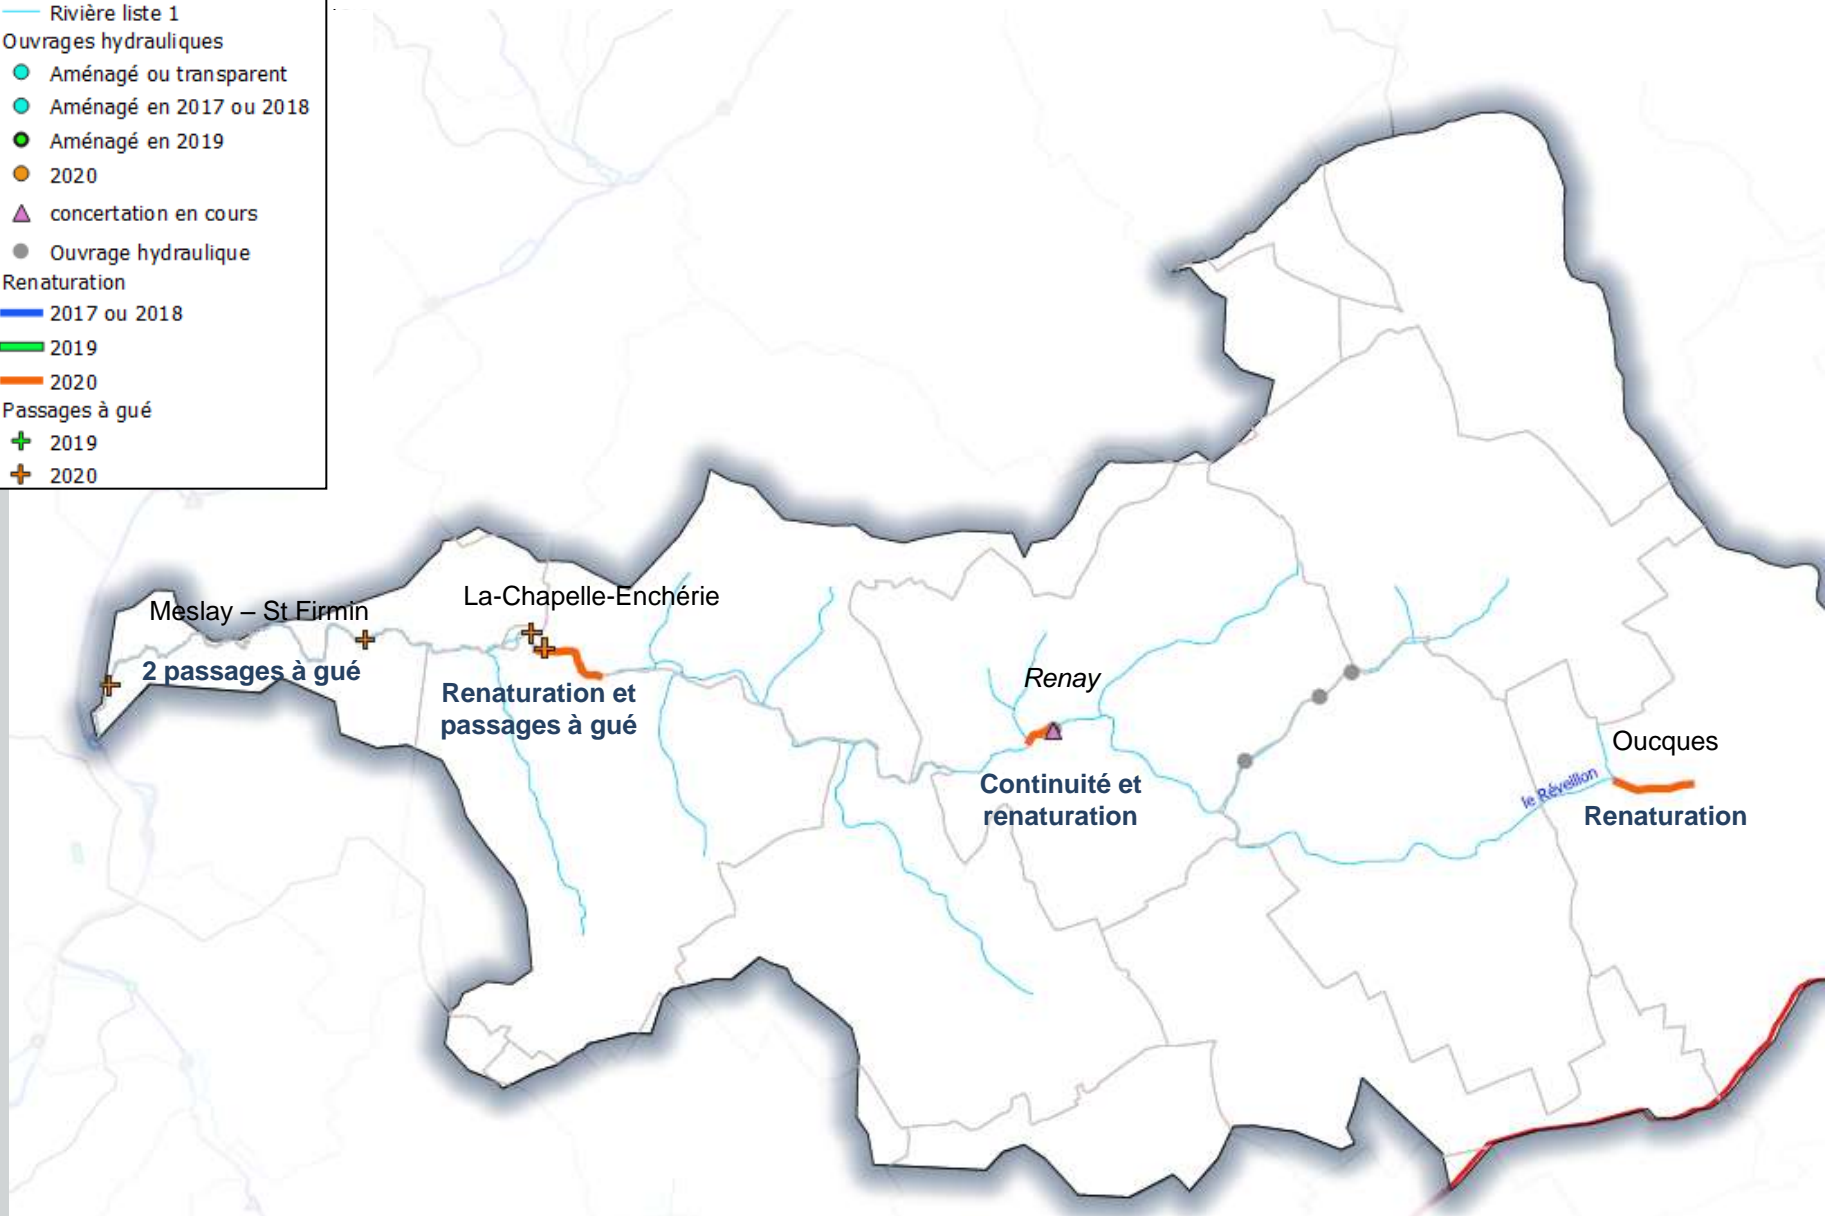 Rivière liste 1
Ouvrages hydrauliques
Aménagé ou transparent
Aménagé en 2017 ou 2018
Aménagé en 2019
2020
concertation en cours
Ouvrage hydraulique
Renaturation
2017 ou 2018
2019
2020
Passages à gué
2019
2020
Meslay – St Firmin
2 passages à gué
La-Chapelle-Enchérie
Renaturation et
passages à gué
Renay
Continuité et
renaturation
Oucques
le Réveillon
Renaturation